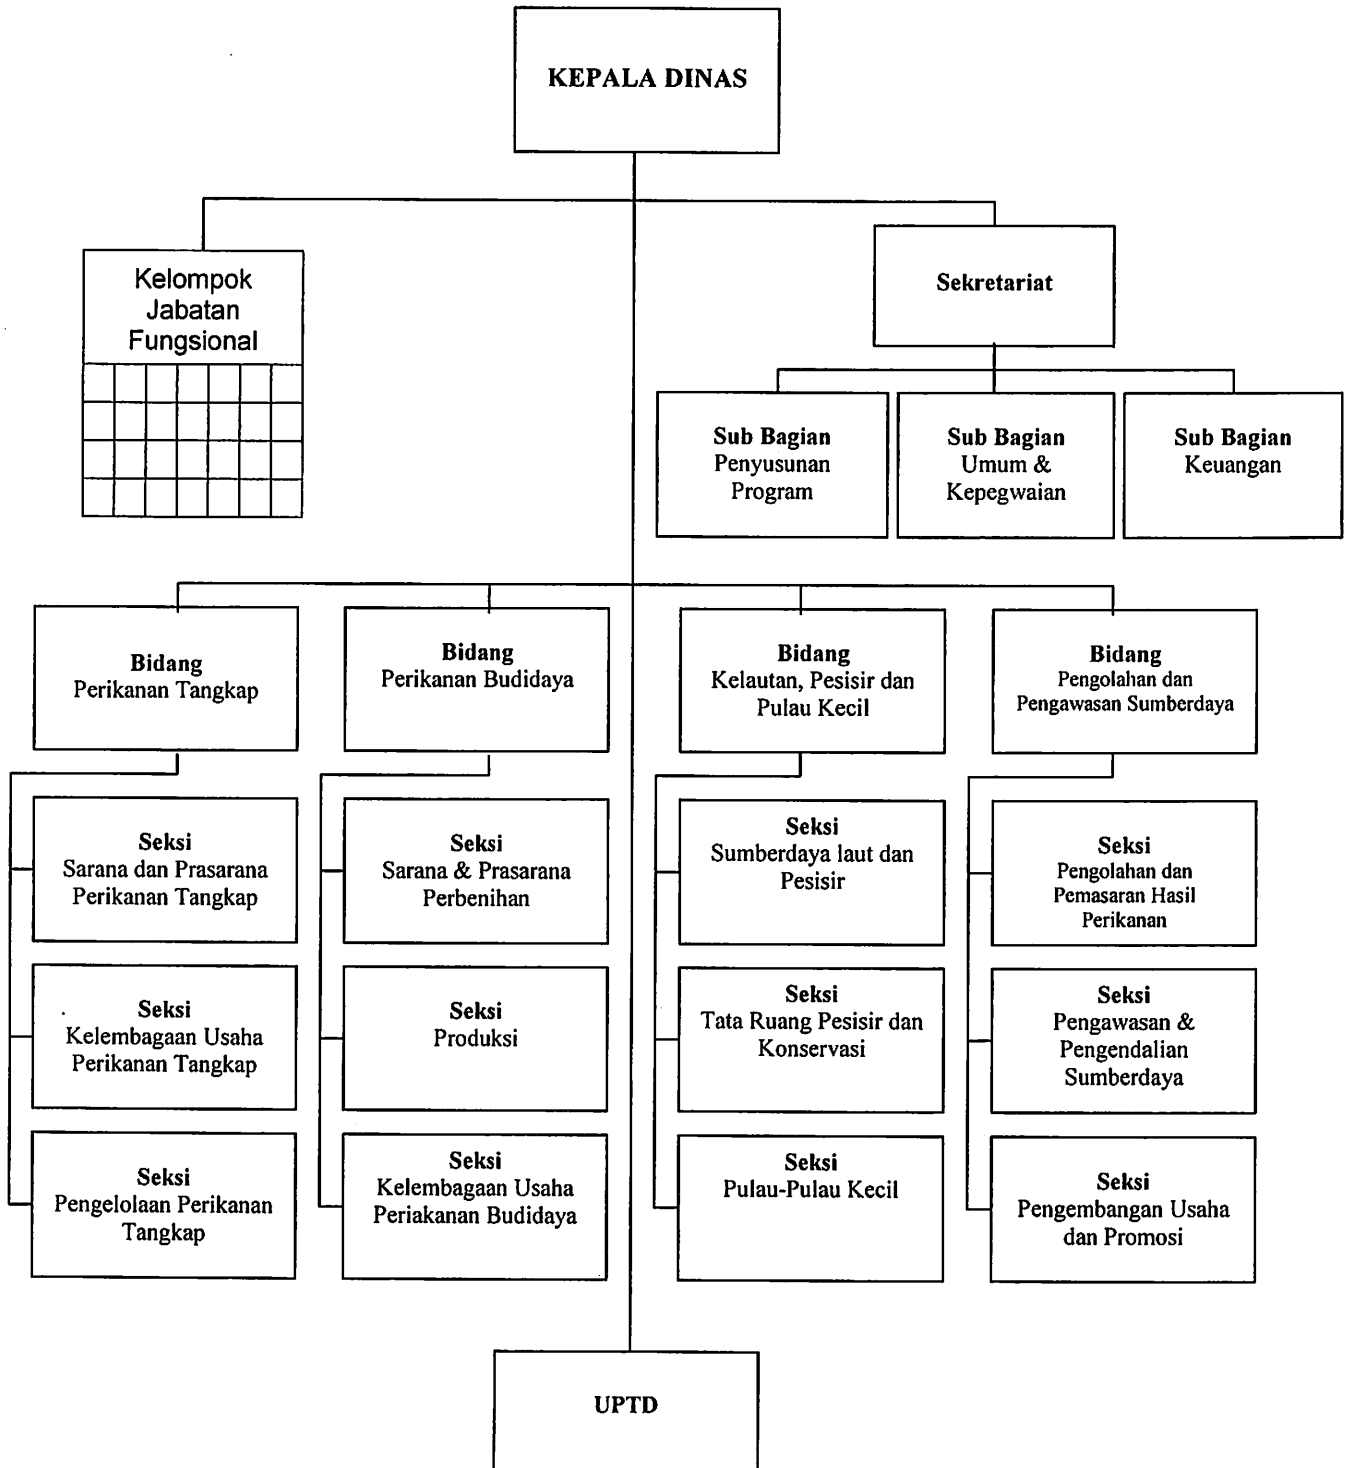 KEPALA DINAS
Kelompok
Jabatan
Fungsional
Sekretariat
Sub Bagian
Penyusunan
Program
Sub Bagian
Umum &
Kepegwaian
Sub Bagian
Keuangan
Bidang
Perikanan Tangkap
Bidang
Perikanan Budidaya
Bidang
Kelautan, Pesisir dan
Pulau Kecil
Bidang
Pengolahan dan
Pengawasan Sumberdaya
Seksi
Sarana dan Prasarana
Perikanan Tangkap
Seksi
Sarana & Prasarana
Perbenihan
Seksi
Sumberdaya laut dan
Pesisir
Seksi
Pengolahan dan
Pemasaran Hasil
Perikanan
Seksi
Kelembagaan Usaha
Perikanan Tangkap
Seksi
Produksi
Seksi
Tata Ruang Pesisir dan
Konservasi
Seksi
Pengawasan &
Pengendalian
Sumberdaya
Seksi
Pengelolaan Perikanan
Tangkap
Seksi
Kelembagaan Usaha
Periakanan Budidaya
Seksi
Pulau-Pulau Kecil
Seksi
Pengembangan Usaha
dan Promosi
UPTD